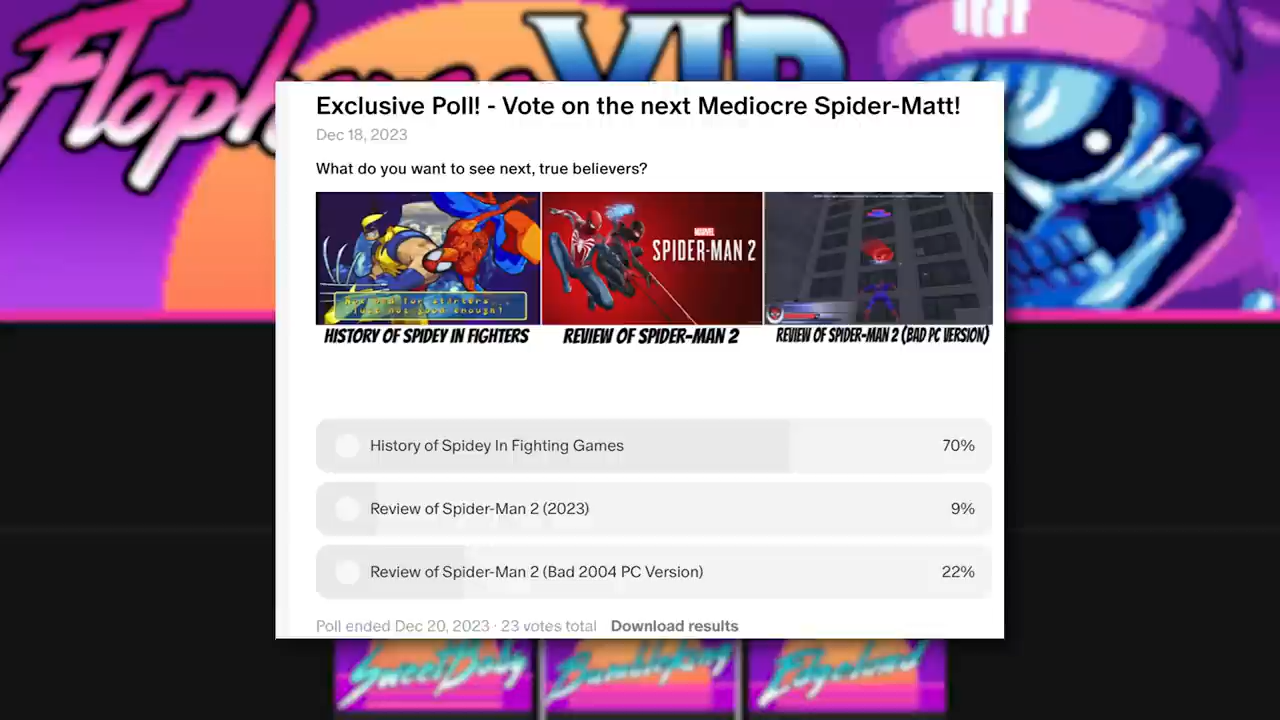 VIP
Exclusive Poll! - Vote on the next Mediocre Spider-Matt!
Dec 18, 2023
What do you want to see next, true believers?
MARVEL
SPIDER-MAN 2
HISTORY OF SPIDEY IN FIGHTERS
REVIEW OF SPIDER-MAN 2
REVIEW OF SPIDER-MAN 2 (BAD PC VERSION)
History of Spidey In Fighting Games
70%
Review of Spider-Man 2 (2023)
9%
Review of Spider-Man 2 (Bad 2004 PC Version)
22%
Poll ended Dec 20, 2023 · 23 votes total
Download results
SweetBody